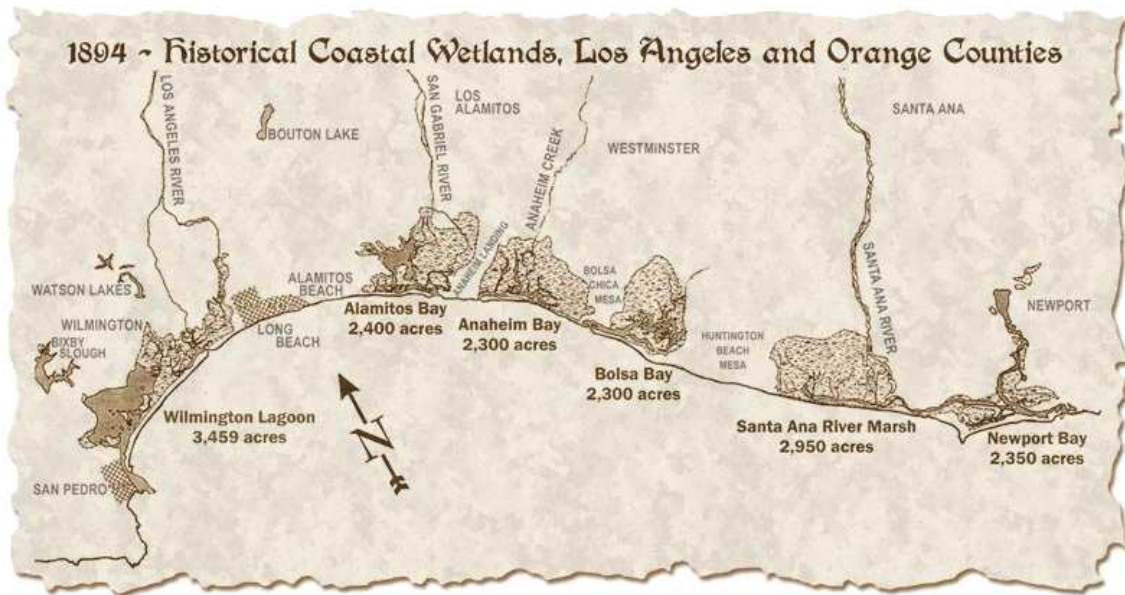 1894 ~ Historical Coastal Wetlands, Los Angeles and Orange Counties
LOS ANGELES RIVER
BOUTON LAKE
SAN GABRIEL RIVER
LOS
ALAMITOS
ANAHEIM CREEK
WESTMINSTER
SANTA ANA
SANTA ANA RIVER
WATSON LAKES
WILMINGTON
BIXBY
SLOUGH
ALAMITOS
BEACH
LONG
BEACH
ANAHEIM LANDING
BOLSA
CHICA
MESA
NEWPORT
Alamitos Bay
2,400 acres
Anaheim Bay
2,300 acres
HUNTINGTON
BEACH
MESA
Bolsa Bay
2,300 acres
Wilmington Lagoon
3,459 acres
N
Santa Ana River Marsh
2,950 acres
Newport Bay
2,350 acres
SAN PEDRO